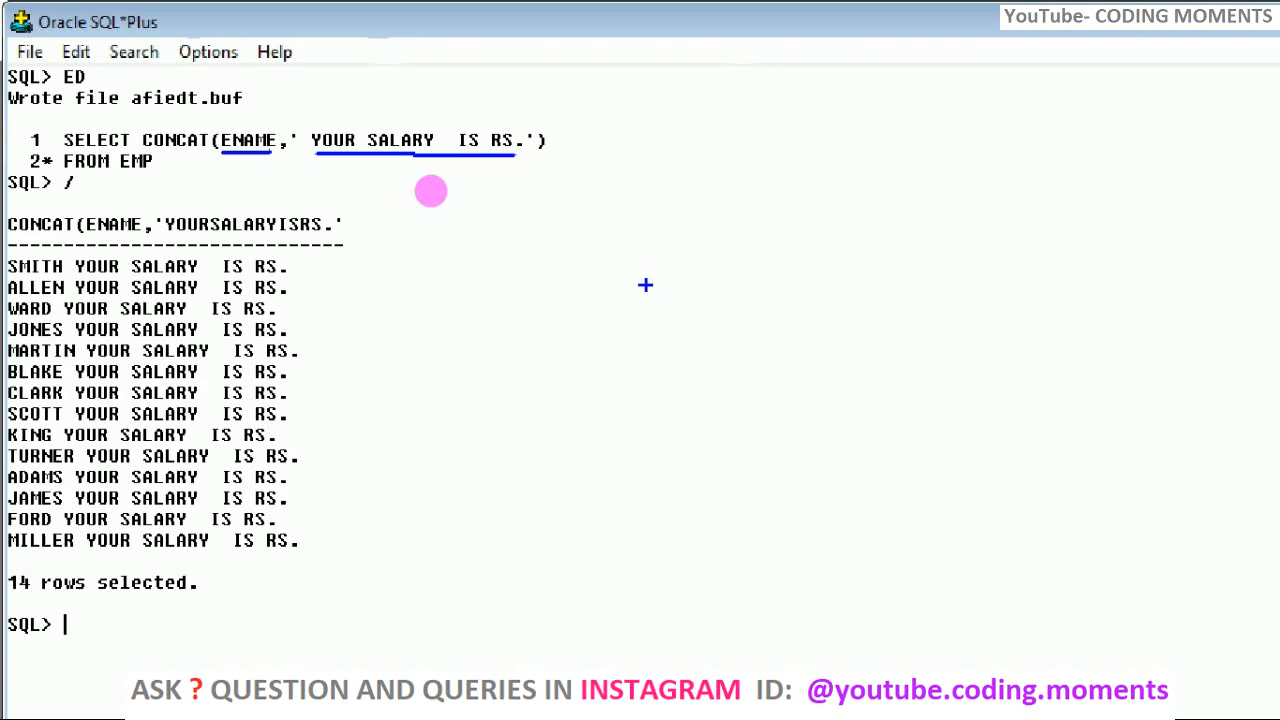 Oracle SQL*Plus
YouTube- CODING MOMENTS
File Edit Search Options Help
SQL> ED
Wrote file afiedt.buf
1 SELECT CONCAT(ENAME,' YOUR SALARY  IS RS.')
2* FROM EMP
SQL> /
CONCAT(ENAME,'YOURSALARYISRS.'
------------------------------
SMITH YOUR SALARY  IS RS.
ALLEN YOUR SALARY  IS RS.
WARD YOUR SALARY  IS RS.
JONES YOUR SALARY  IS RS.
MARTIN YOUR SALARY  IS RS.
BLAKE YOUR SALARY  IS RS.
CLARK YOUR SALARY  IS RS.
SCOTT YOUR SALARY  IS RS.
KING YOUR SALARY  IS RS.
TURNER YOUR SALARY  IS RS.
ADAMS YOUR SALARY  IS RS.
JAMES YOUR SALARY  IS RS.
FORD YOUR SALARY  IS RS.
MILLER YOUR SALARY  IS RS.
14 rows selected.
SQL>
ASK ? QUESTION AND QUERIES IN INSTAGRAM ID: @youtube.coding.moments